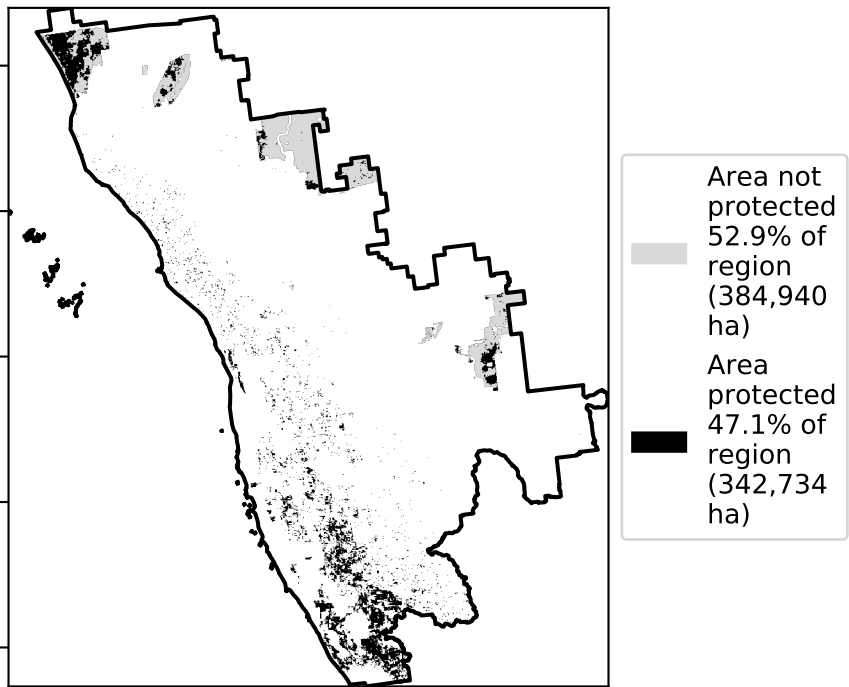 Area not
protected
52.9% of
region
(384,940
ha)
Area
protected
47.1% of
region
(342,734
ha)